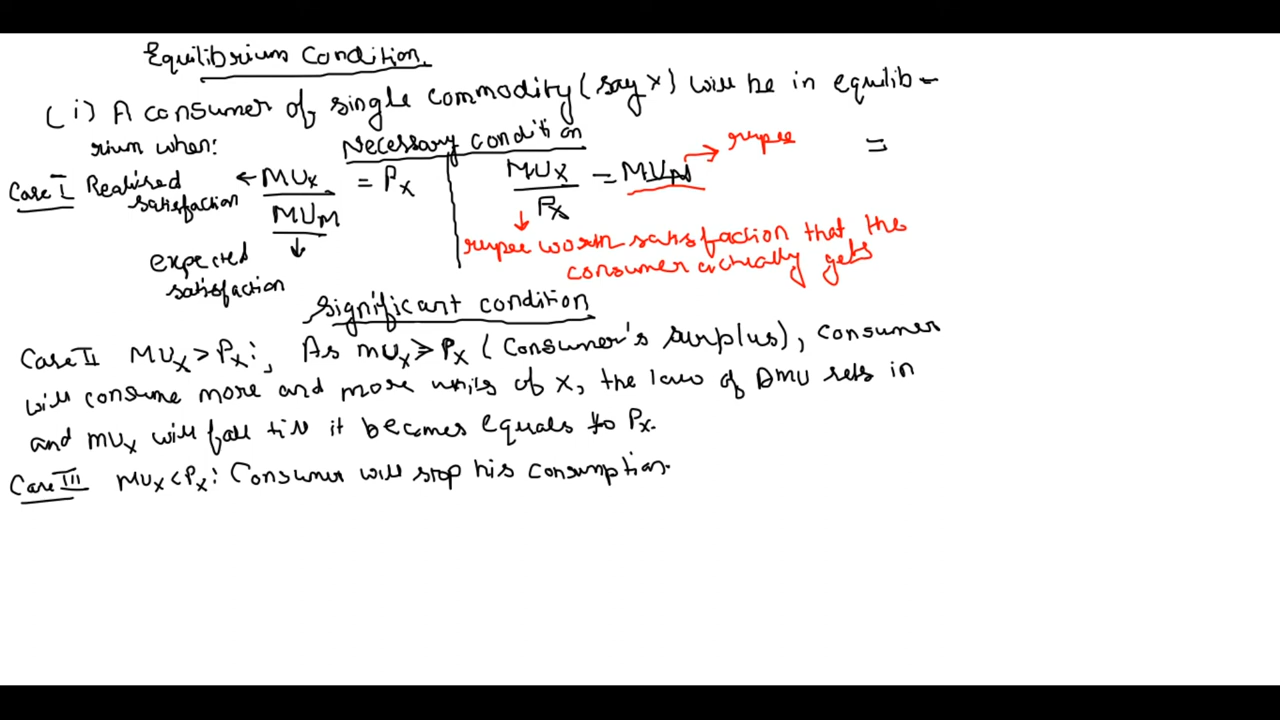 Equilibrium Condition.
(i) A consumer of single commodity (say x) will be in equilib-
rium when:
Necessary condition
Case I Realised satisfaction ← MUx / MUM = Px
↓
expected satisfaction
MUx / Px = MUM → rupee =
↓
rupee worth satisfaction that the
consumer actually gets
Significant condition
Case II MUx > Px: As MUx > Px (Consumer's surplus), consumer
will consume more and more units of x, the law of DMU sets in
and MUx will fall till it becomes equals to Px.
Case III MUx < Px: Consumer will stop his consumption.